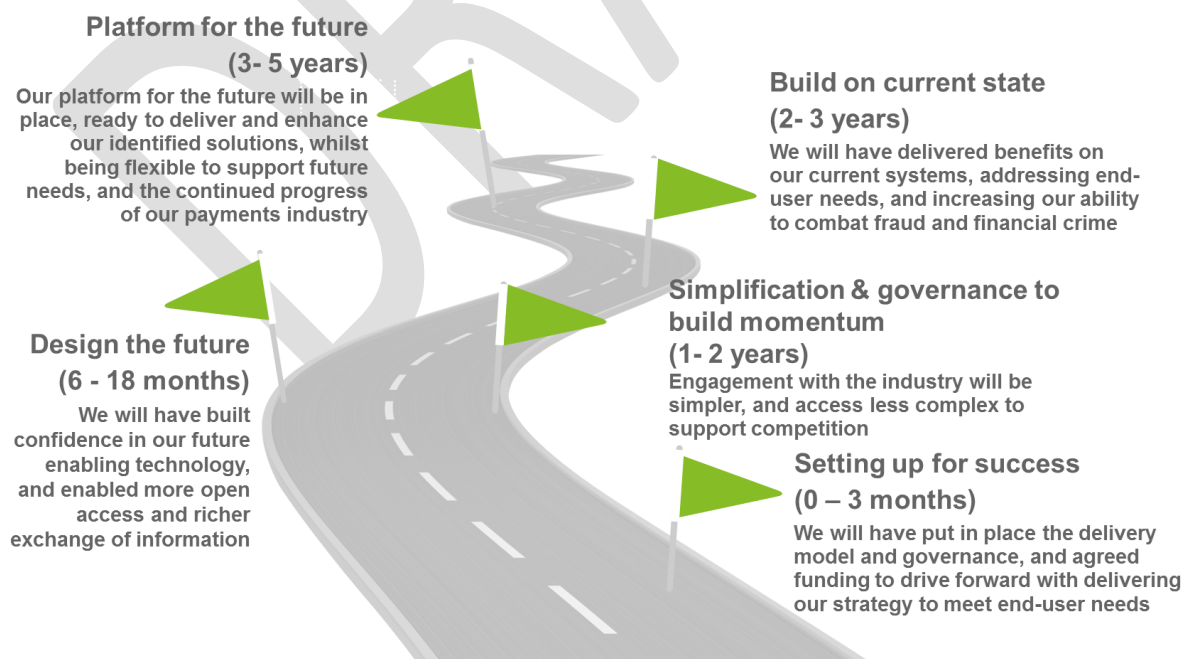 Platform for the future
(3- 5 years)
Our platform for the future will be in
place, ready to deliver and enhance
our identified solutions, whilst
being flexible to support future
needs, and the continued progress
of our payments industry
Build on current state
(2- 3 years)
We will have delivered benefits on
our current systems, addressing end-
user needs, and increasing our ability
to combat fraud and financial crime
Design the future
(6 - 18 months)
We will have built
confidence in our future
enabling technology,
and enabled more open
access and richer
exchange of information
Simplification & governance to
build momentum
(1- 2 years)
Engagement with the industry will be
simpler, and access less complex to
support competition
Setting up for success
(0 – 3 months)
We will have put in place the delivery
model and governance, and agreed
funding to drive forward with delivering
our strategy to meet end-user needs